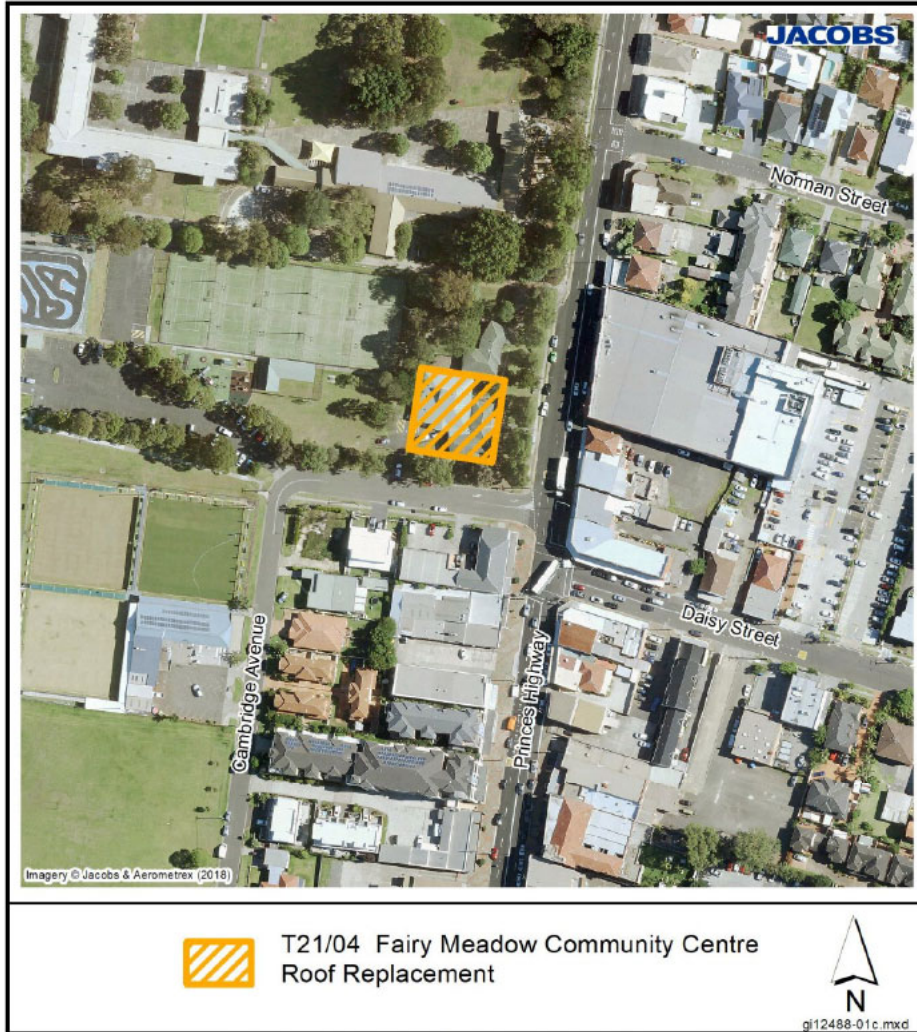 JACOBS
Norman Street
Daisy Street
Princes Highway
Cambridge Avenue
Imagery © Jacobs & Aerometrex (2018)
T21/04 Fairy Meadow Community Centre
Roof Replacement
N
gi12488-01c.mxd